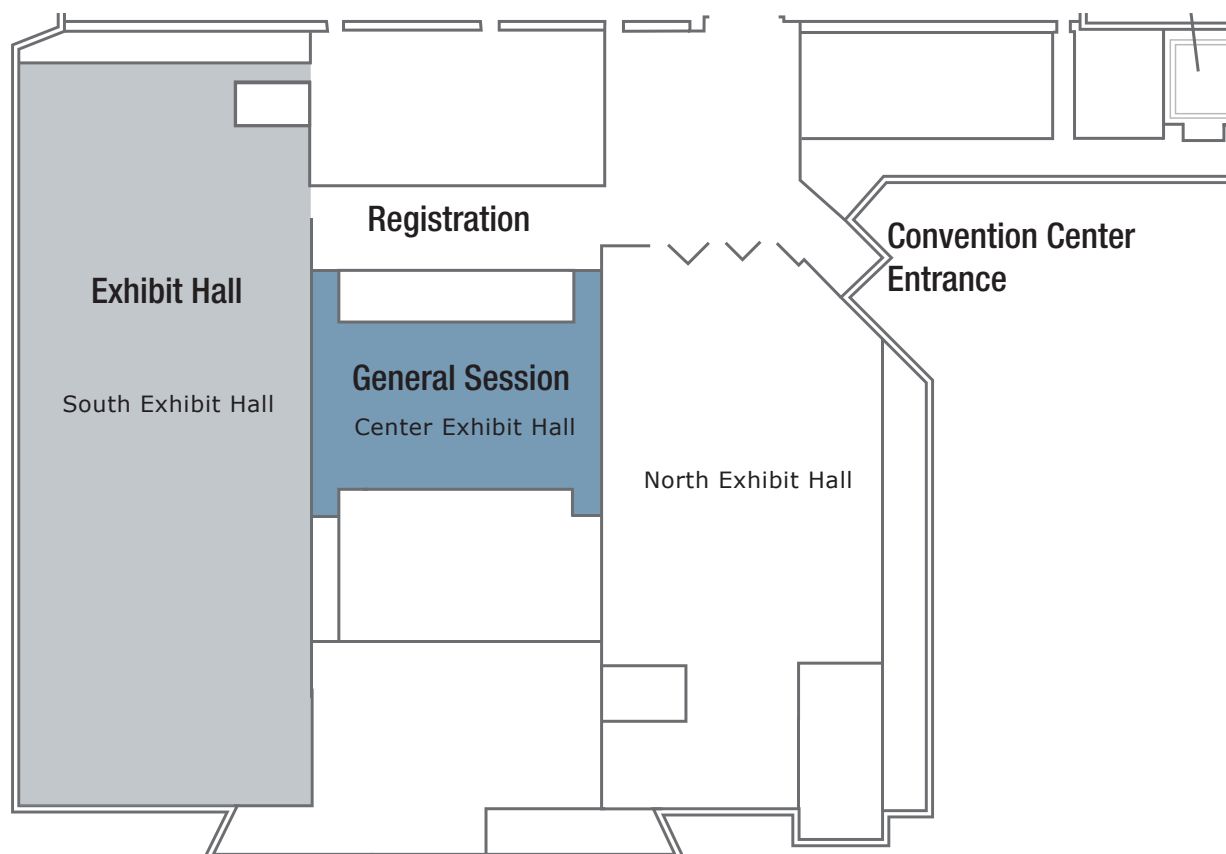 Registration
Convention Center
Entrance
Exhibit Hall
General Session
South Exhibit Hall
Center Exhibit Hall
North Exhibit Hall